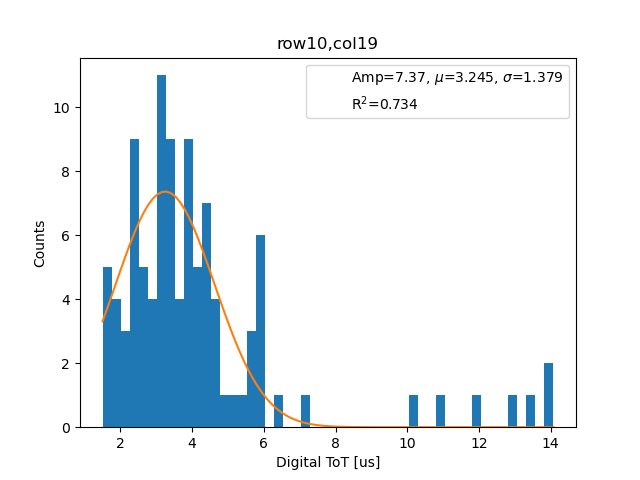 row10,col19
Amp=7.37, μ=3.245, σ=1.379
R²=0.734
Counts
10
8
6
4
2
0
2 4 6 8 10 12 14
Digital ToT [us]